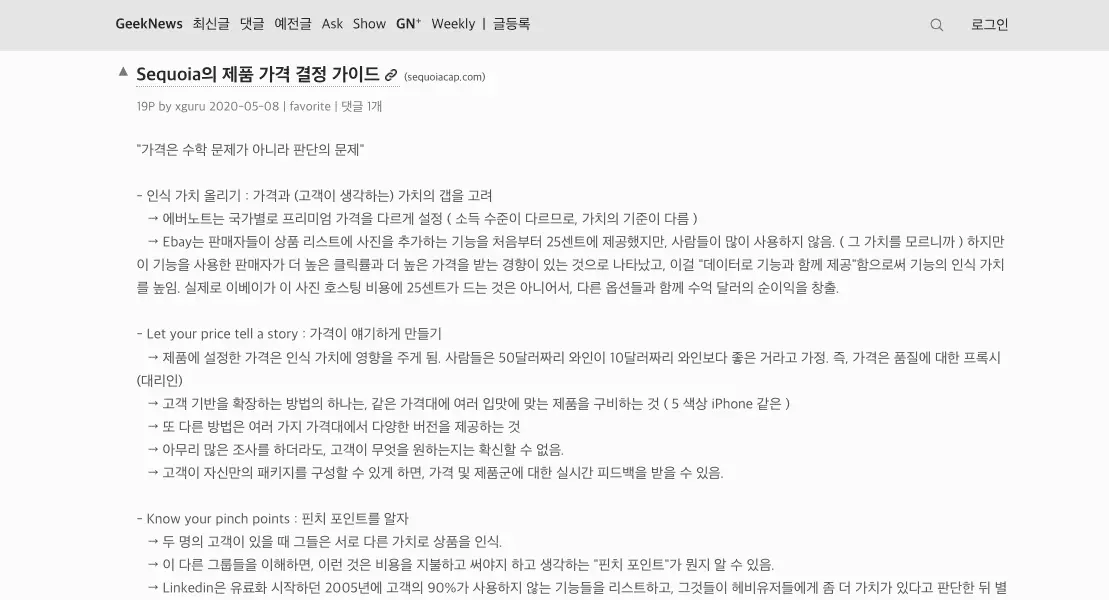 GeekNews 최신글 댓글 예전글 Ask Show GN⁺ Weekly | 글등록 로그인
▲ Sequoia의 제품 가격 결정 가이드 (sequoiacap.com)
19P by xguru 2020-05-08 | favorite | 댓글 1개
"가격은 수학 문제가 아니라 판단의 문제"
- 인식 가치 올리기 : 가격과 (고객이 생각하는) 가치의 갭을 고려
→ 에버노트는 국가별로 프리미엄 가격을 다르게 설정 ( 소득 수준이 다르므로, 가치의 기준이 다름 )
→ Ebay는 판매자들이 상품 리스트에 사진을 추가하는 기능을 처음부터 25센트에 제공했지만, 사람들이 많이 사용하지 않음. ( 그 가치를 모르니까 ) 하지만
이 기능을 사용한 판매자가 더 높은 클릭률과 더 높은 가격을 받는 경향이 있는 것으로 나타났고, 이걸 "데이터로 기능과 함께 제공"함으로써 기능의 인식 가치
를 높임. 실제로 이베이가 이 사진 호스팅 비용에 25센트가 드는 것은 아니어서, 다른 옵션들과 함께 수억 달러의 순이익을 창출.
- Let your price tell a story : 가격이 얘기하게 만들기
→ 제품에 설정한 가격은 인식 가치에 영향을 주게 됨. 사람들은 50달러짜리 와인이 10달러짜리 와인보다 좋은 거라고 가정. 즉, 가격은 품질에 대한 프록시
(대리인)
→ 고객 기반을 확장하는 방법의 하나는, 같은 가격대에 여러 입맛에 맞는 제품을 구비하는 것 ( 5 색상 iPhone 같은 )
→ 또 다른 방법은 여러 가지 가격대에서 다양한 버전을 제공하는 것
→ 아무리 많은 조사를 하더라도, 고객이 무엇을 원하는지는 확신할 수 없음.
→ 고객이 자신만의 패키지를 구성할 수 있게 하면, 가격 및 제품군에 대한 실시간 피드백을 받을 수 있음.
- Know your pinch points : 핀치 포인트를 알자
→ 두 명의 고객이 있을 때 그들은 서로 다른 가치로 상품을 인식.
→ 이 다른 그룹들을 이해하면, 이런 것은 비용을 지불하고 써야지 하고 생각하는 "핀치 포인트"가 뭔지 알 수 있음.
→ Linkedin은 유료화 시작하던 2005년에 고객의 90%가 사용하지 않는 기능들을 리스트하고, 그것들이 헤비유저들에게 좀 더 가치가 있다고 판단한 뒤 별